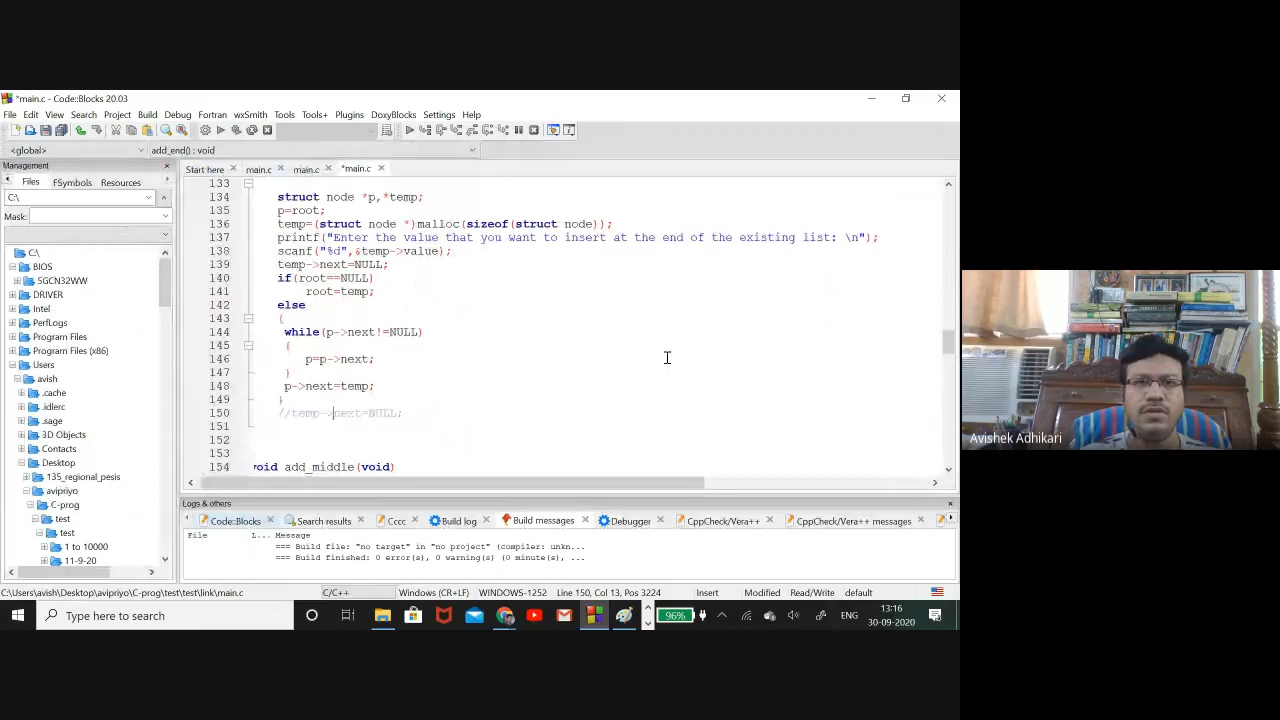 *main.c - Code::Blocks 20.03
File Edit View Search Project Build Debug Fortran wxSmith Tools Tools+ Plugins DoxyBlocks Settings Help
<global> add_end() : void
Management
Files FSymbols Resources
C:\
Mask:
C:\
BIOS
SGCN32WW
DRIVER
Intel
PerfLogs
Program Files
Program Files (x86)
Users
avish
.cache
.idlerc
.sage
3D Objects
Contacts
Desktop
135_regional_pesis
avipriyo
C-prog
test
test
1 to 10000
11-9-20
Start here main.c main.c *main.c
133
134 struct node *p,*temp;
135 p=root;
136 temp=(struct node *)malloc(sizeof(struct node));
137 printf("Enter the value that you want to insert at the end of the existing list: \n");
138 scanf("%d",&temp->value);
139 temp->next=NULL;
140 if(root==NULL)
141 root=temp;
142 else
143 {
144 while(p->next!=NULL)
145 {
146 p=p->next;
147 }
148 p->next=temp;
149 }
150 //temp->next=NULL;
151
152
153
154 void add_middle(void)
Logs & others
Code::Blocks Search results Cccc Build log Build messages Debugger CppCheck/Vera++ CppCheck/Vera++ messages
File L... Message
=== Build file: "no target" in "no project" (compiler: unkn...
=== Build finished: 0 error(s), 0 warning(s) (0 minute(s), ...
C:\Users\avish\Desktop\avipriyo\C-prog\test\test\link\main.c C/C++ Windows (CR+LF) WINDOWS-1252 Line 150, Col 13, Pos 3224 Insert Modified Read/Write default
Type here to search 96% ENG 13:16
30-09-2020
Avishek Adhikari